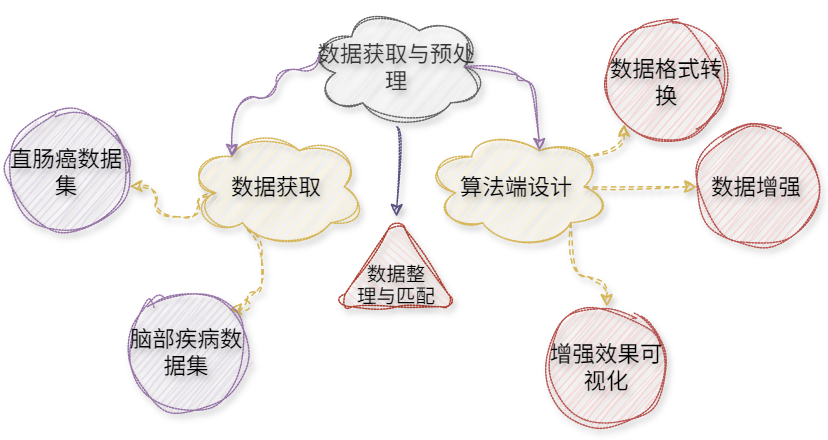 数据获取与预处
理
数据格式转
换
直肠癌数据
集
数据获取
算法端设计
数据增强
数据整
理与匹配
脑部疾病数
据集
增强效果可
视化